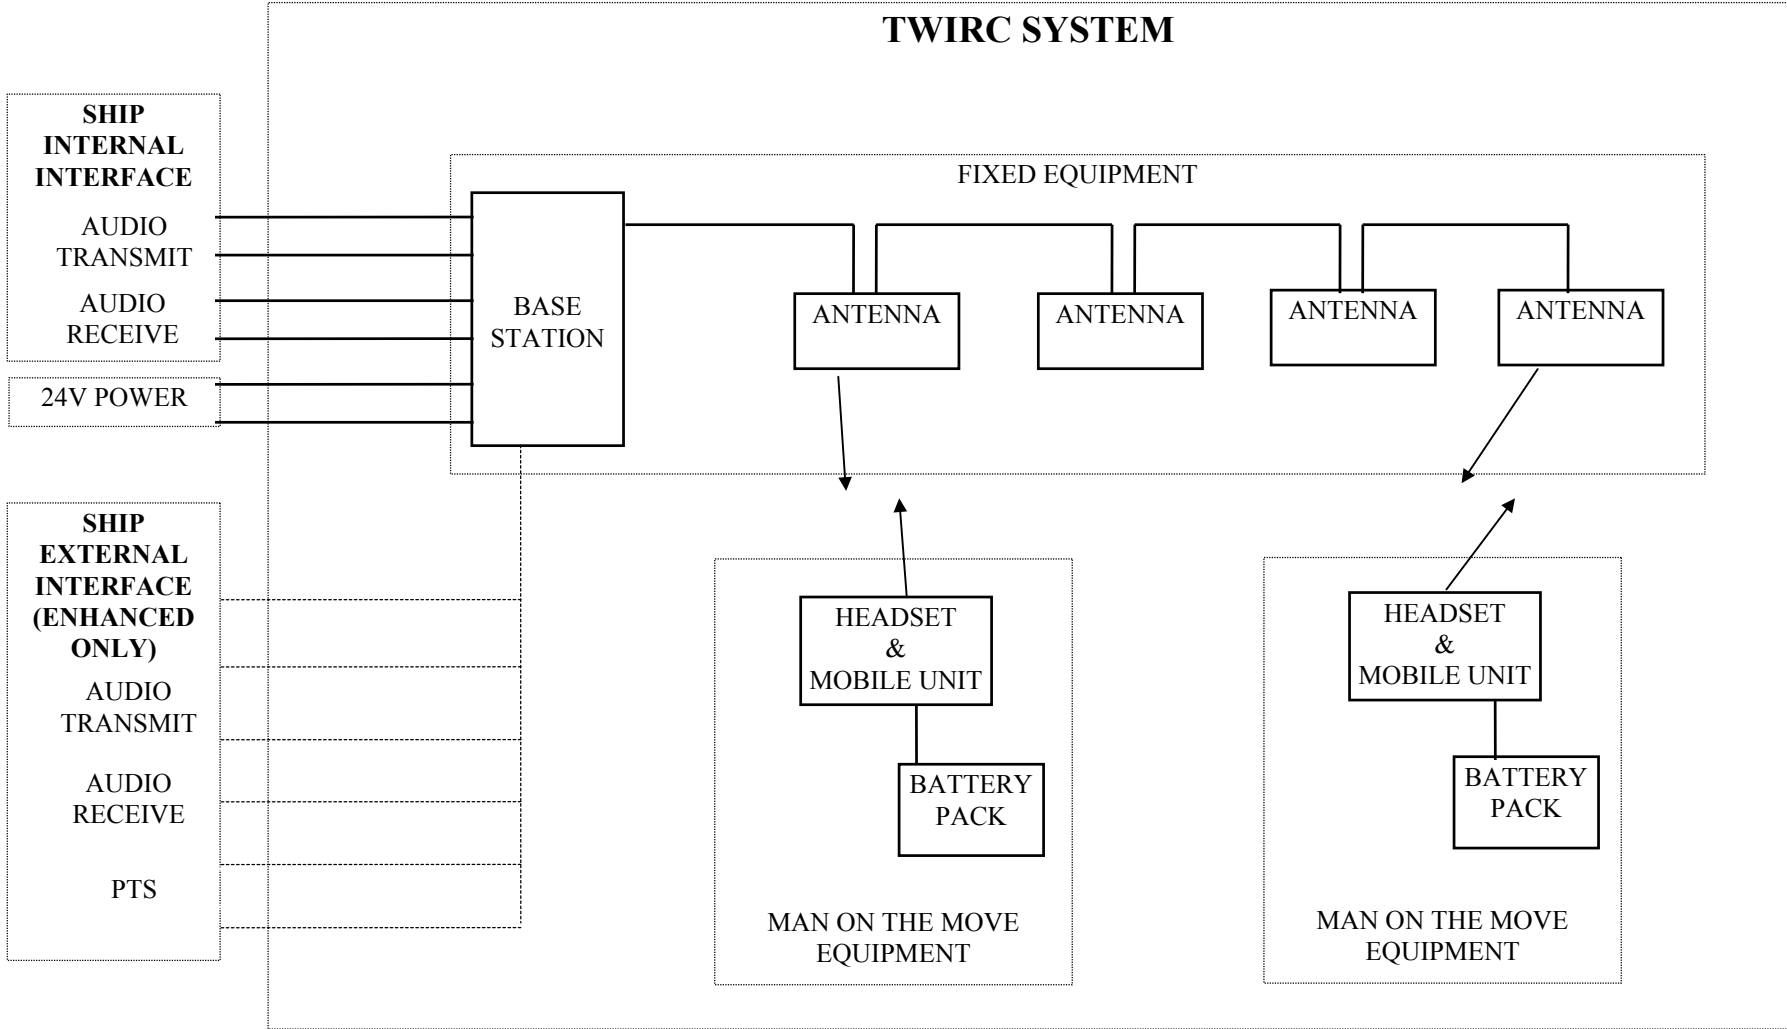 TWIRC SYSTEM
SHIP
INTERNAL
INTERFACE
AUDIO
TRANSMIT
AUDIO
RECEIVE
24V POWER
SHIP
EXTERNAL
INTERFACE
(ENHANCED
ONLY)
AUDIO
TRANSMIT
AUDIO
RECEIVE
PTS
FIXED EQUIPMENT
BASE
STATION
ANTENNA
ANTENNA
ANTENNA
ANTENNA
HEADSET
&
MOBILE UNIT
BATTERY
PACK
MAN ON THE MOVE
EQUIPMENT
HEADSET
&
MOBILE UNIT
BATTERY
PACK
MAN ON THE MOVE
EQUIPMENT